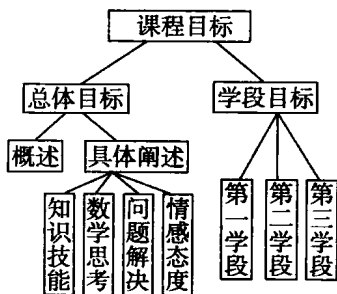 课程目标
总体目标
学段目标
概述
具体阐述
知识技能
数学思考
问题解决
情感态度
第一学段
第二学段
第三学段